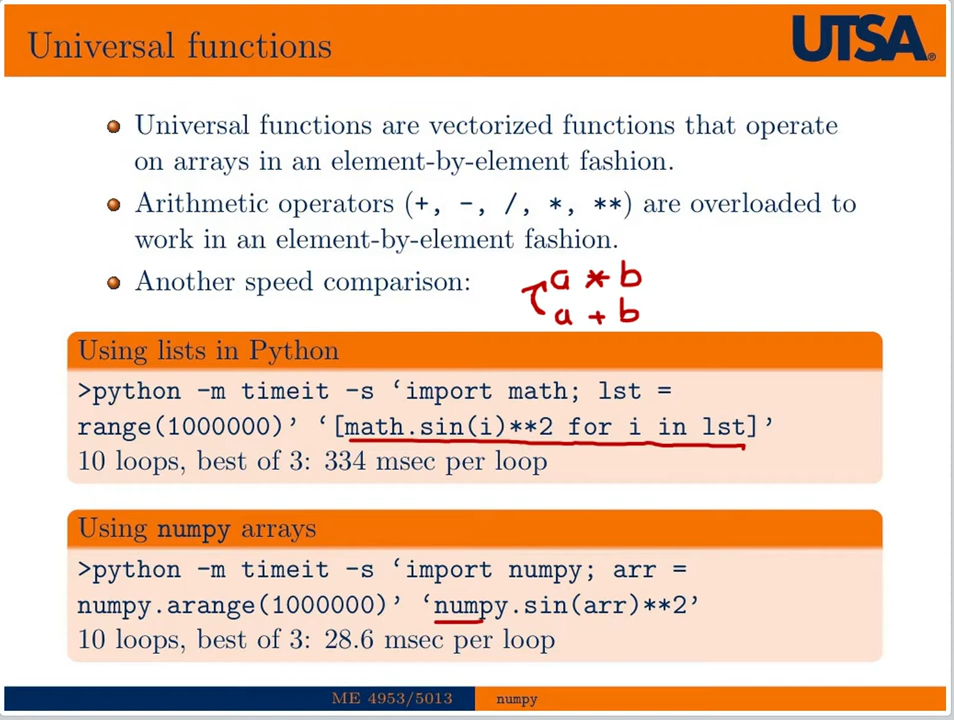 Universal functions
UTSA®
Universal functions are vectorized functions that operate
on arrays in an element-by-element fashion.
Arithmetic operators (+, -, /, *, **) are overloaded to
work in an element-by-element fashion.
Another speed comparison:
a * b
a + b
Using lists in Python
>python -m timeit -s ‘import math; lst =
range(1000000)’ ‘[math.sin(i)**2 for i in lst]’
10 loops, best of 3: 334 msec per loop
Using numpy arrays
>python -m timeit -s ‘import numpy; arr =
numpy.arange(1000000)’ ‘numpy.sin(arr)**2’
10 loops, best of 3: 28.6 msec per loop
ME 4953/5013 numpy